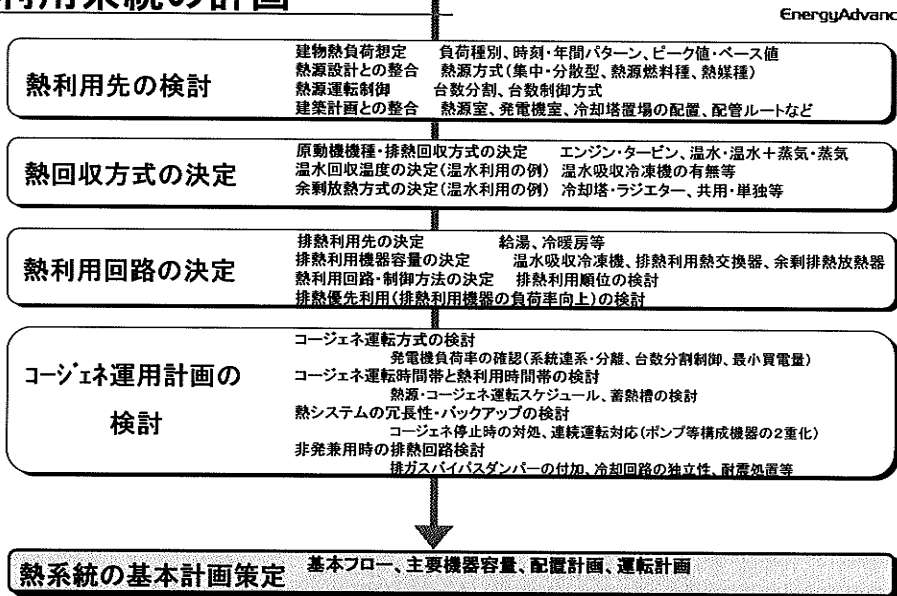 利用系統の計画
EnergyAdvanc
熱利用先の検討
建物熱負荷想定　負荷種別、時刻・年間パターン、ピーク値・ベース値
熱源設計との整合　熱源方式(集中・分散型、熱源燃料種、熱媒種)
熱源運転制御　台数分割、台数制御方式
建築計画との整合　熱源室、発電機室、冷却塔置場の配置、配管ルートなど
熱回収方式の決定
原動機機種・排熱回収方式の決定　エンジン・タービン、温水・温水＋蒸気・蒸気
温水回収温度の決定(温水利用の例)　温水吸収冷凍機の有無等
余剰放熱方式の決定(温水利用の例)　冷却塔・ラジエター、共用・単独等
熱利用回路の決定
排熱利用先の決定　給湯、冷暖房等
排熱利用機器容量の決定　温水吸収冷凍機、排熱利用熱交換器、余剰排熱放熱器
熱利用回路・制御方法の決定　排熱利用順位の検討
排熱優先利用(排熱利用機器の負荷率向上)の検討
コージェネ運用計画の
検討
コージェネ運転方式の検討
発電機負荷率の確認(系統連系・分離、台数分割制御、最小買電量)
コージェネ運転時間帯と熱利用時間帯の検討
熱源・コージェネ運転スケジュール、蓄熱槽の検討
熱システムの冗長性・バックアップの検討
コージェネ停止時の対処、連続運転対応(ポンプ等構成機器の２重化)
非発兼用時の排熱回路検討
排ガスバイパスダンパーの付加、冷却回路の独立性、耐震処置等
熱系統の基本計画策定
基本フロー、主要機器容量、配置計画、運転計画